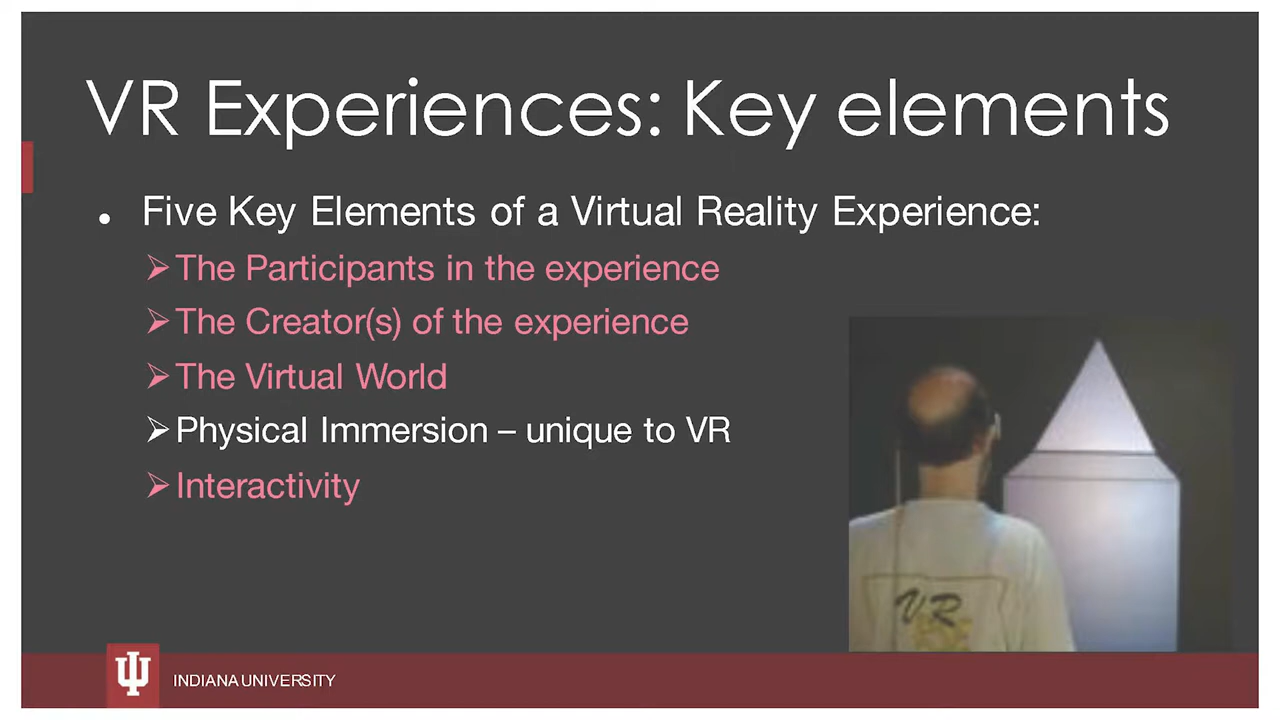 VR Experiences: Key elements
• Five Key Elements of a Virtual Reality Experience:
➢ The Participants in the experience
➢ The Creator(s) of the experience
➢ The Virtual World
➢ Physical Immersion – unique to VR
➢ Interactivity
VR
INDIANA UNIVERSITY